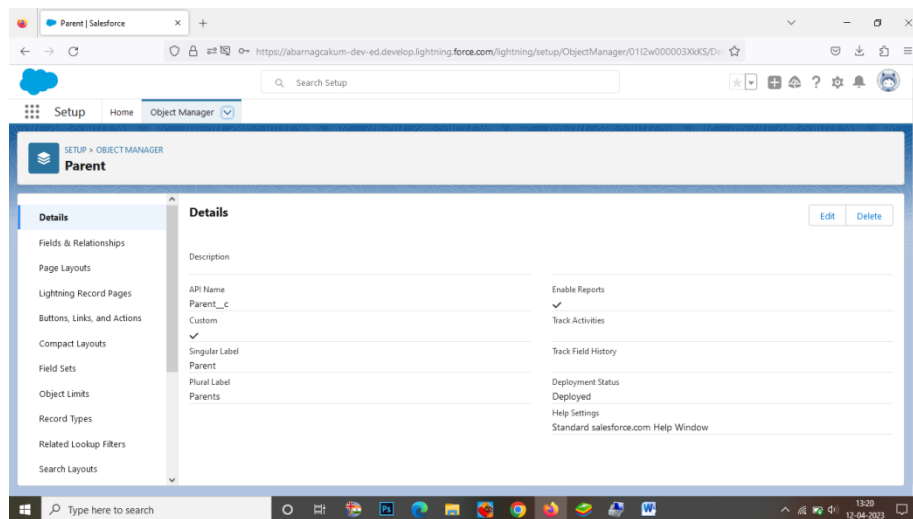 Parent | Salesforce
https://abarnagcakum-dev-ed.develop.lightning.force.com/lightning/setup/ObjectManager/01I2w000003XkKS/De
Search Setup
Setup
Home
Object Manager
SETUP > OBJECT MANAGER
Parent
Details
Fields & Relationships
Page Layouts
Lightning Record Pages
Buttons, Links, and Actions
Compact Layouts
Field Sets
Object Limits
Record Types
Related Lookup Filters
Search Layouts
Details
Edit
Delete
Description
API Name
Parent__c
Custom
Singular Label
Parent
Plural Label
Parents
Enable Reports
Track Activities
Track Field History
Deployment Status
Deployed
Help Settings
Standard salesforce.com Help Window
Type here to search
Ps
W
13:20
12-04-2023